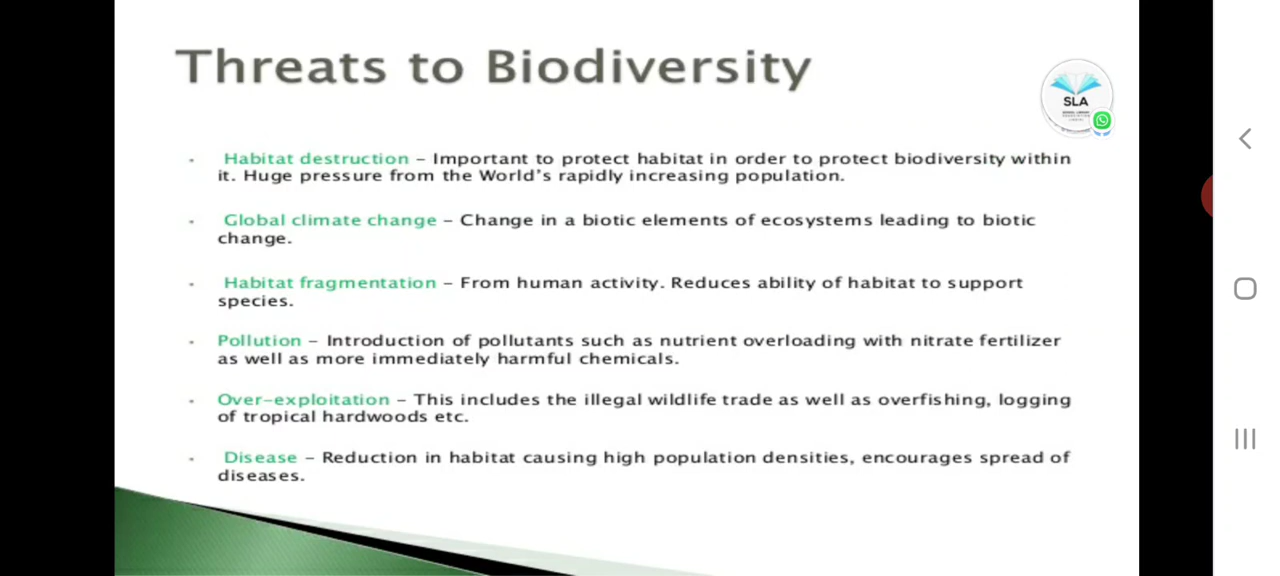 Threats to Biodiversity
SLA
• Habitat destruction – Important to protect habitat in order to protect biodiversity within
it. Huge pressure from the World's rapidly increasing population.
• Global climate change – Change in a biotic elements of ecosystems leading to biotic
change.
• Habitat fragmentation – From human activity. Reduces ability of habitat to support
species.
• Pollution – Introduction of pollutants such as nutrient overloading with nitrate fertilizer
as well as more immediately harmful chemicals.
• Over-exploitation – This includes the illegal wildlife trade as well as overfishing, logging
of tropical hardwoods etc.
• Disease – Reduction in habitat causing high population densities, encourages spread of
diseases.